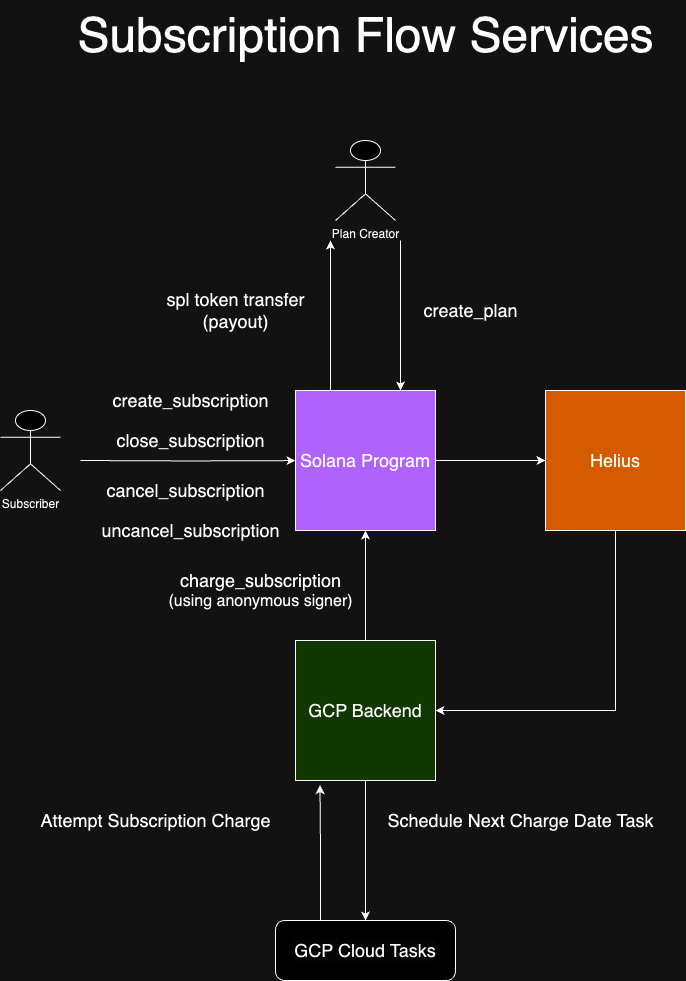 Subscription Flow Services
Plan Creator
spl token transfer
(payout)
create_plan
create_subscription
close_subscription
Solana Program
Helius
Subscriber
cancel_subscription
uncancel_subscription
charge_subscription
(using anonymous signer)
GCP Backend
Attempt Subscription Charge
Schedule Next Charge Date Task
GCP Cloud Tasks